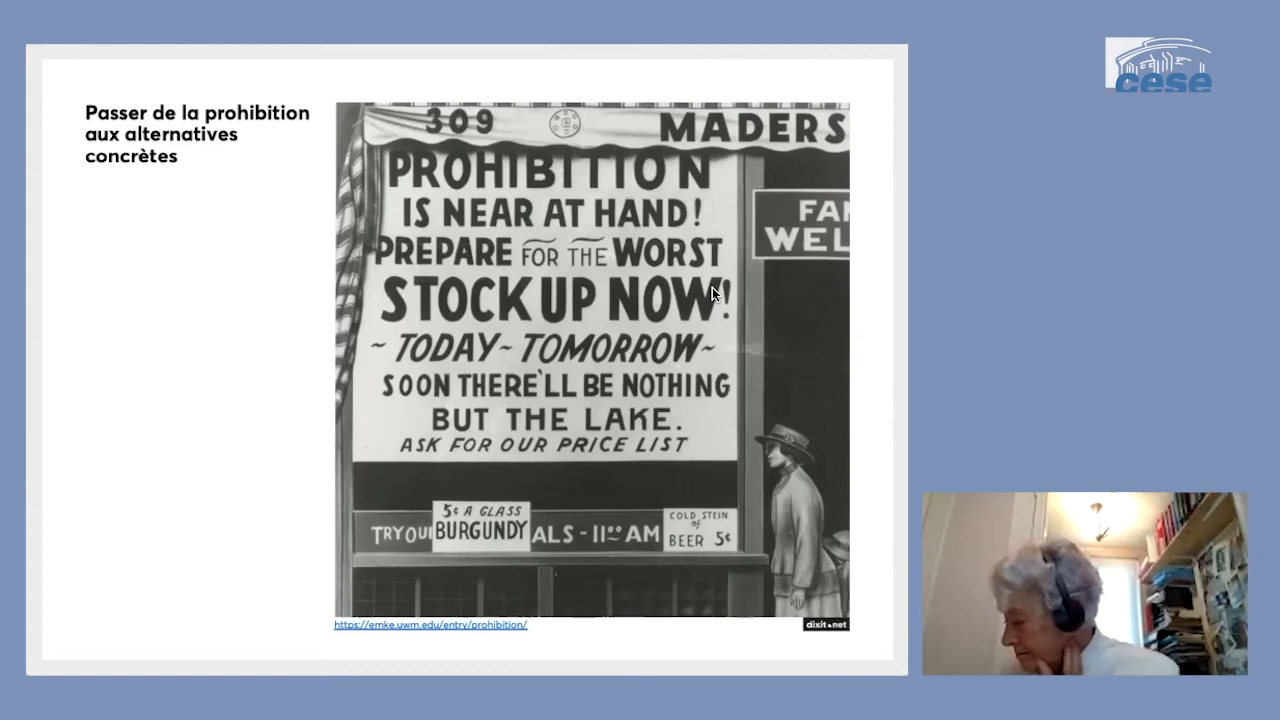 cese
Passer de la prohibition
aux alternatives
concrètes
309 MADERS
PROHIBITION
IS NEAR AT HAND!
PREPARE FOR THE WORST
STOCK UP NOW!
~ TODAY ~ TOMORROW ~
SOON THERE'LL BE NOTHING
BUT THE LAKE.
ASK FOR OUR PRICE LIST
FA
WEL
5¢ A GLASS
BURGUNDY
TRY OU
ALS - 11:00 AM
COLD STEIN
of
BEER 5¢
https://emke.uwm.edu/entry/prohibition/
dixit.net